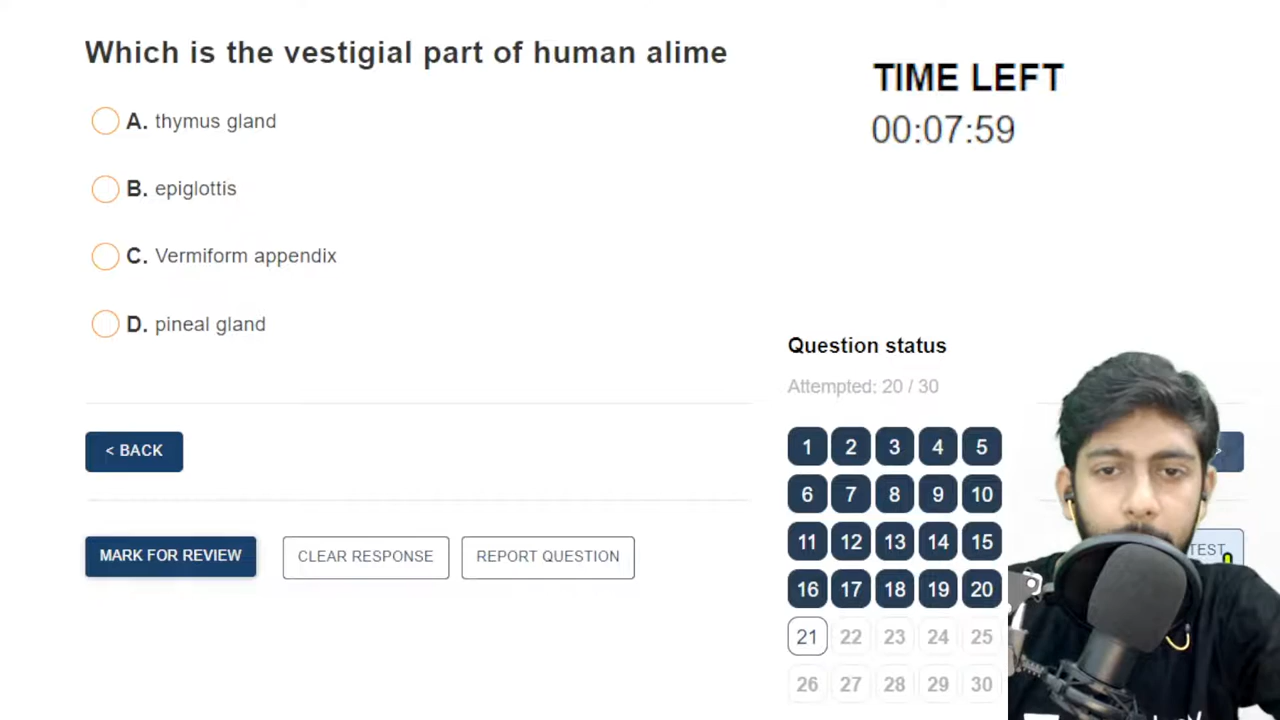 Which is the vestigial part of human alime
A. thymus gland
B. epiglottis
C. Vermiform appendix
D. pineal gland
< BACK
MARK FOR REVIEW
CLEAR RESPONSE
REPORT QUESTION
TIME LEFT
00:07:59
Question status
Attempted: 20 / 30
1 2 3 4 5
6 7 8 9 10
11 12 13 14 15
16 17 18 19 20
21 22 23 24 25
26 27 28 29 30
>
TEST